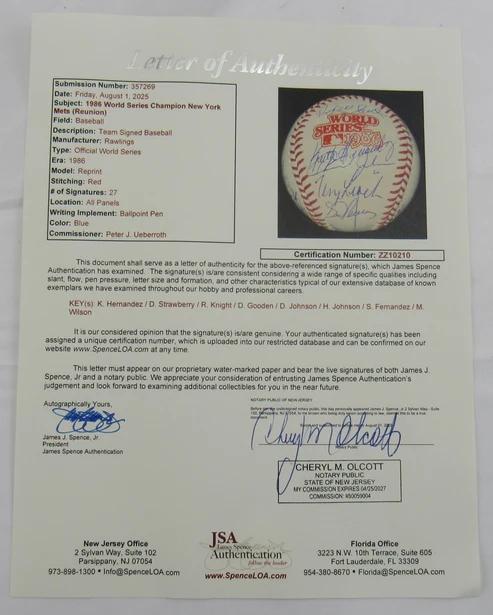 Letter of Authenticity
Submission Number: 357269
Date: Friday, August 1, 2025
Subject: 1986 World Series Champion New York
Mets (Reunion)
Field: Baseball
Description: Team Signed Baseball
Manufacturer: Rawlings
Type: Official World Series
Era: 1986
Model: Reprint
Stitching: Red
# of Signatures: 27
Location: All Panels
Writing Implement: Ballpoint Pen
Color: Blue
Commissioner: Peter J. Ueberroth
WORLD
SERIES
1986
Certification Number: ZZ10210
This document shall serve as a letter of authenticity for the above-referenced signature(s), which James Spence
Authentication has examined. The signature(s) is/are consistent considering a wide range of specific qualities including
slant, flow, pen pressure, letter size and formation, and other characteristics typical of our extensive database of known
exemplars we have examined throughout our hobby and professional careers.
KEY(s): K. Hernandez / D. Strawberry / R. Knight / D. Gooden / D. Johnson / H. Johnson / S. Fernandez / M.
Wilson
It is our considered opinion that the signature(s) is/are genuine. Your authenticated signature(s) has been
assigned a unique certification number, which is uploaded into our restricted database and can be confirmed on our
website www.SpenceLOA.com at any time.
This letter must appear on our proprietary water-marked paper and bear the live signatures of both James J.
Spence, Jr and a notary public. We appreciate your consideration of entrusting James Spence Authentication's
judgement and look forward to examining additional collectibles for you in the near future.
Autographically Yours,
James J. Spence, Jr.
President
James Spence Authentication
NOTARY PUBLIC OF NEW JERSEY
Cheryl M Olcott
Notary Public
CHERYL M. OLCOTT
NOTARY PUBLIC
STATE OF NEW JERSEY
MY COMMISSION EXPIRES 04/25/2027
COMMISSION: #50059004
New Jersey Office
2 Sylvan Way, Suite 102
Parsippany, NJ 07054
973-898-1300 * Info@SpenceLOA.com
JSA
James Spence
Authentication
follow the leader
www.SpenceLOA.com
Florida Office
3223 N.W. 10th Terrace, Suite 605
Fort Lauderdale, FL 33309
954-380-8670 * Florida@SpenceLOA.com